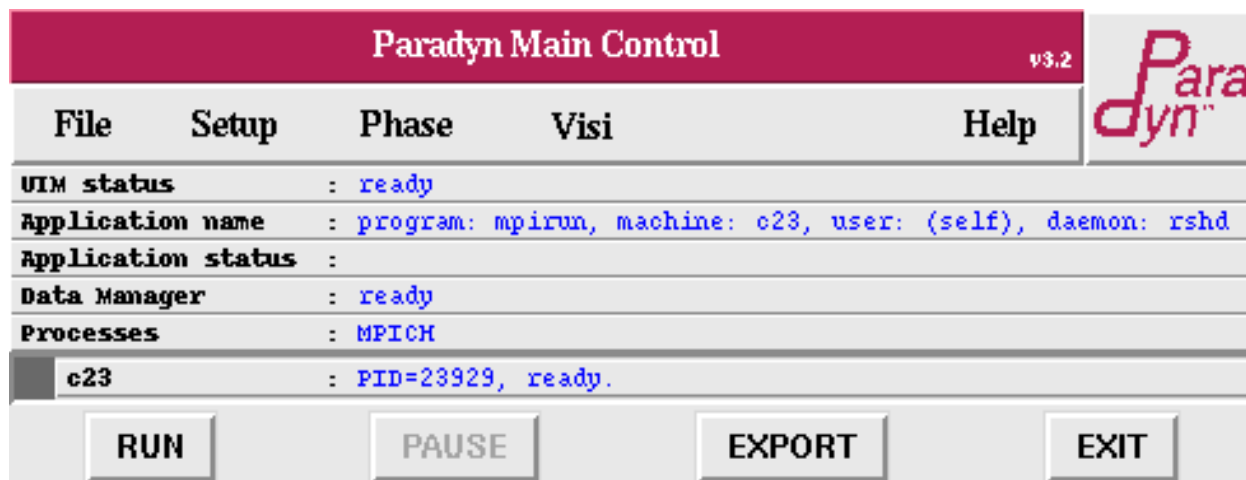 Paradyn Main Control v3.2
Paradyn™
File Setup Phase Visi Help
UIM status : ready
Application name : program: mpirun, machine: c23, user: (self), daemon: rshd
Application status :
Data Manager : ready
Processes : MPICH
c23 : PID=23929, ready.
RUN PAUSE EXPORT EXIT